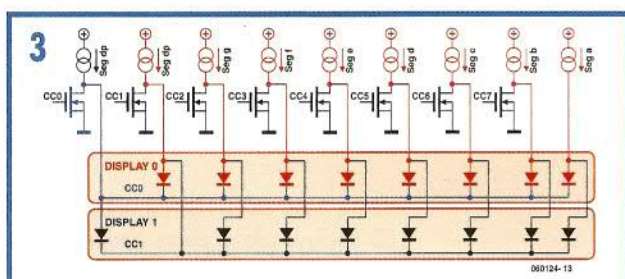 3
Seg dp Seg dp Seg g Seg f Seg e Seg d Seg c Seg b Seg a
CC0 CC1 CC2 CC3 CC4 CC5 CC6 CC7
DISPLAY 0
CC0
DISPLAY 1
CC1
060124- 13